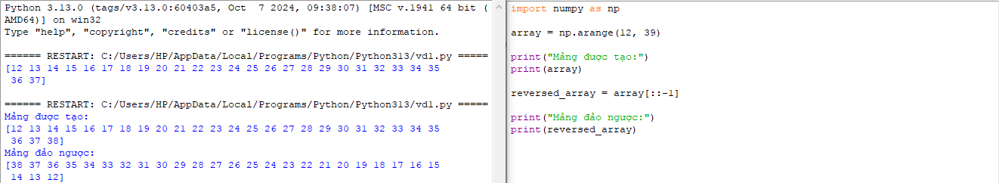 Python 3.13.0 (tags/v3.13.0:60403a5, Oct  7 2024, 09:38:07) [MSC v.1941 64 bit (
AMD64)] on win32
Type "help", "copyright", "credits" or "license()" for more information.
====== RESTART: C:/Users/HP/AppData/Local/Programs/Python/Python313/vd1.py =====
[12 13 14 15 16 17 18 19 20 21 22 23 24 25 26 27 28 29 30 31 32 33 34 35
 36 37]
====== RESTART: C:/Users/HP/AppData/Local/Programs/Python/Python313/vd1.py =====
Mảng được tạo:
[12 13 14 15 16 17 18 19 20 21 22 23 24 25 26 27 28 29 30 31 32 33 34 35
 36 37 38]
Mảng đảo ngược:
[38 37 36 35 34 33 32 31 30 29 28 27 26 25 24 23 22 21 20 19 18 17 16 15
 14 13 12]
import numpy as np
array = np.arange(12, 39)
print("Mảng được tạo:")
print(array)
reversed_array = array[::-1]
print("Mảng đảo ngược:")
print(reversed_array)